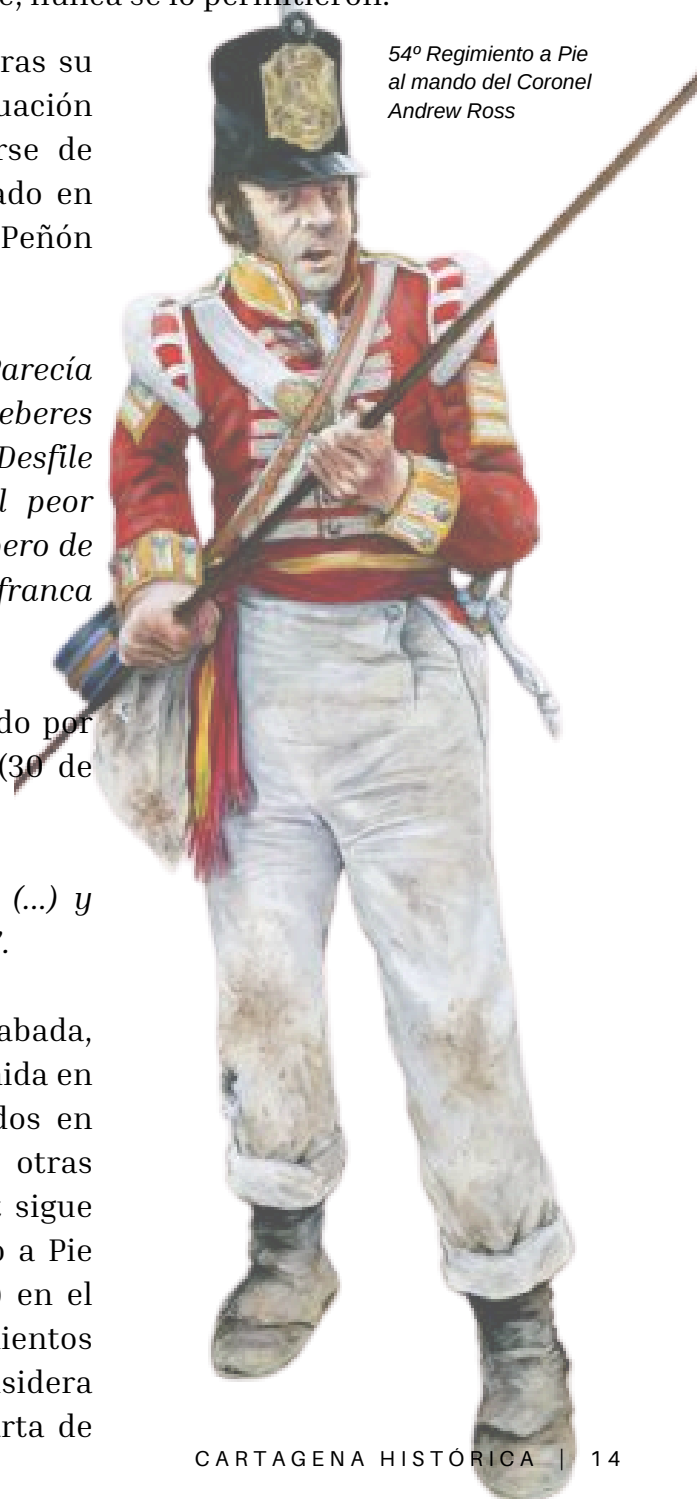 nunca se lo permitieron.
54º Regimiento a Pie
al mando del Coronel
Andrew Ross
ras su
uación
rse de
ado en
Peñón
Parecía
eberes
Desfile
l peor
pero de
franca
do por
(30 de
(...) y
".
abada,
ida en
dos en
otras
sigue
o a Pie
en el
ientos
sidera
rta de
CARTAGENA HISTÓRICA | 14